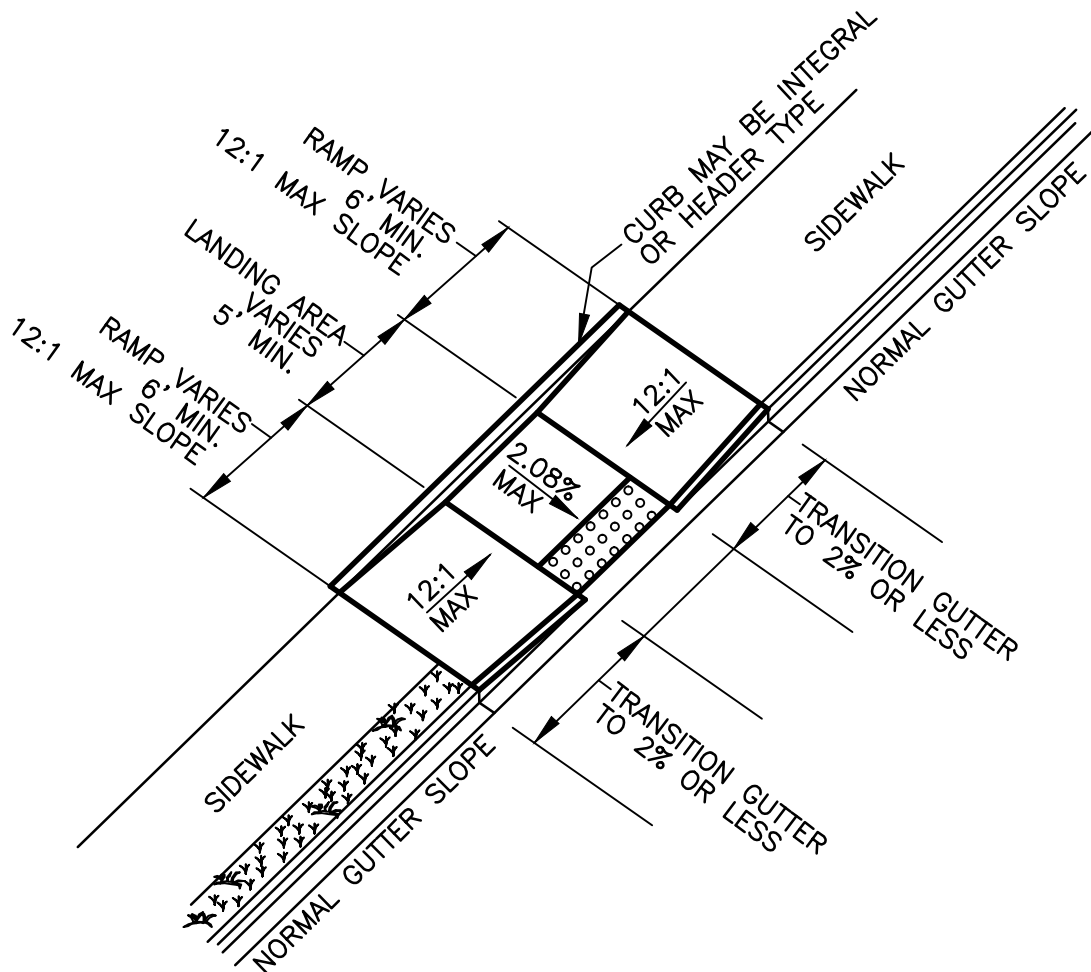 CURB MAY BE INTEGRAL
OR HEADER TYPE
RAMP VARIES
6' MIN.
12:1 MAX SLOPE
LANDING AREA
VARIES
5' MIN.
RAMP VARIES
6' MIN.
12:1 MAX SLOPE
SIDEWALK
NORMAL GUTTER SLOPE
12:1
MAX
2.08%
MAX
12:1
MAX
TRANSITION GUTTER
TO 2% OR LESS
TRANSITION GUTTER
TO 2% OR LESS
SIDEWALK
NORMAL GUTTER SLOPE